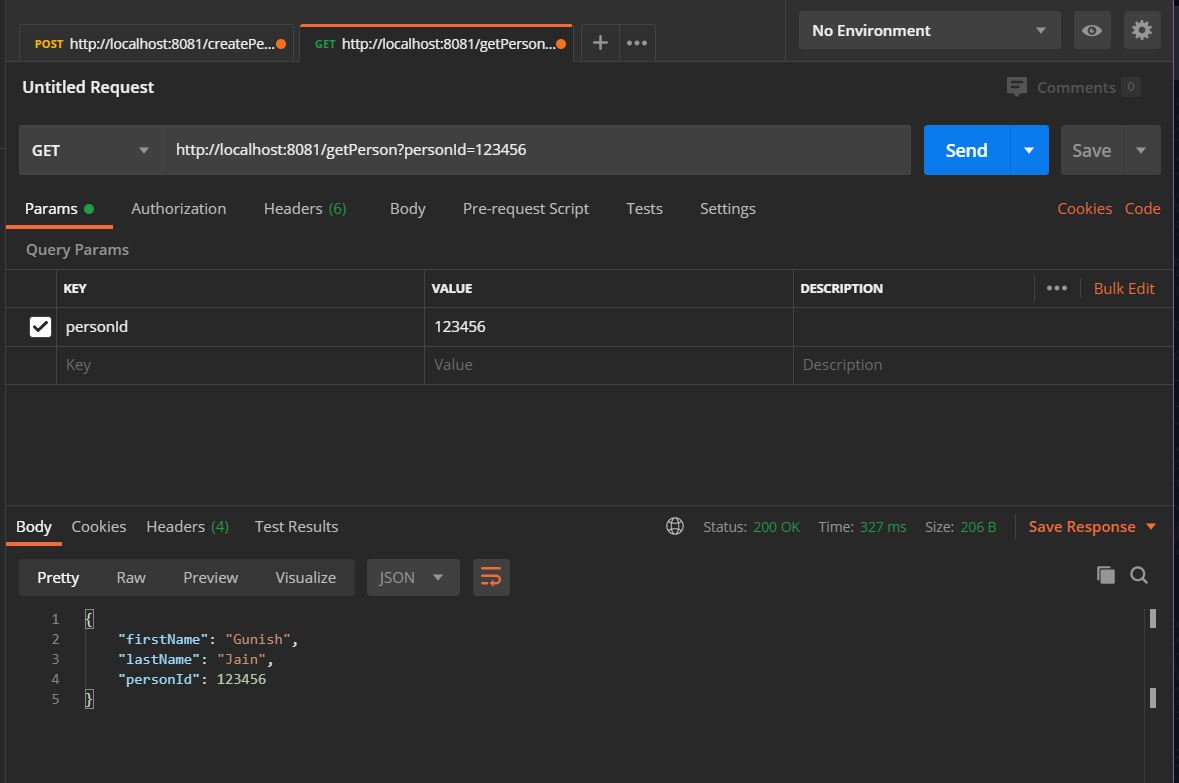 POST http://localhost:8081/createPe... GET http://localhost:8081/getPerson... No Environment
Untitled Request Comments 0
GET http://localhost:8081/getPerson?personId=123456 Send Save
Params Authorization Headers (6) Body Pre-request Script Tests Settings Cookies Code
Query Params
KEY VALUE DESCRIPTION Bulk Edit
personId 123456
Key Value Description
Body Cookies Headers (4) Test Results Status: 200 OK Time: 327 ms Size: 206 B Save Response
Pretty Raw Preview Visualize JSON
1 {
2 "firstName": "Gunish",
3 "lastName": "Jain",
4 "personId": 123456
5 }